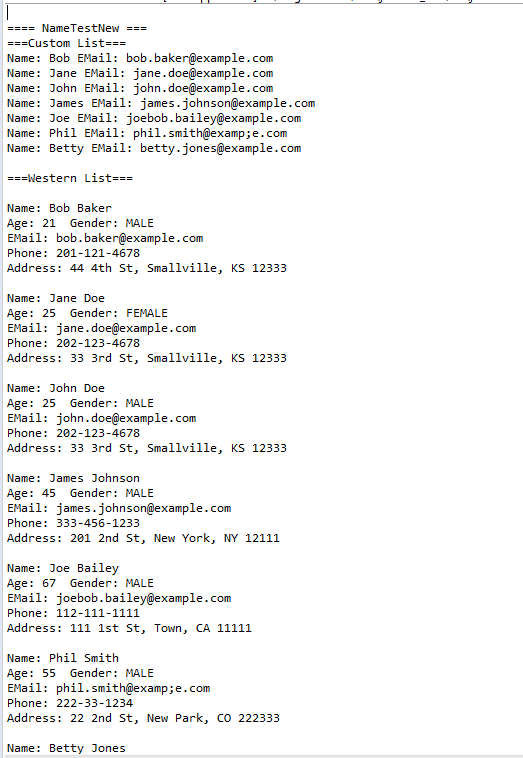 ==== NameTestNew ===
===Custom List===
Name: Bob EMail: bob.baker@example.com
Name: Jane EMail: jane.doe@example.com
Name: John EMail: john.doe@example.com
Name: James EMail: james.johnson@example.com
Name: Joe EMail: joebob.bailey@example.com
Name: Phil EMail: phil.smith@examp;e.com
Name: Betty EMail: betty.jones@example.com
===Western List===
Name: Bob Baker
Age: 21  Gender: MALE
EMail: bob.baker@example.com
Phone: 201-121-4678
Address: 44 4th St, Smallville, KS 12333
Name: Jane Doe
Age: 25  Gender: FEMALE
EMail: jane.doe@example.com
Phone: 202-123-4678
Address: 33 3rd St, Smallville, KS 12333
Name: John Doe
Age: 25  Gender: MALE
EMail: john.doe@example.com
Phone: 202-123-4678
Address: 33 3rd St, Smallville, KS 12333
Name: James Johnson
Age: 45  Gender: MALE
EMail: james.johnson@example.com
Phone: 333-456-1233
Address: 201 2nd St, New York, NY 12111
Name: Joe Bailey
Age: 67  Gender: MALE
EMail: joebob.bailey@example.com
Phone: 112-111-1111
Address: 111 1st St, Town, CA 11111
Name: Phil Smith
Age: 55  Gender: MALE
EMail: phil.smith@examp;e.com
Phone: 222-33-1234
Address: 22 2nd St, New Park, CO 222333
Name: Betty Jones